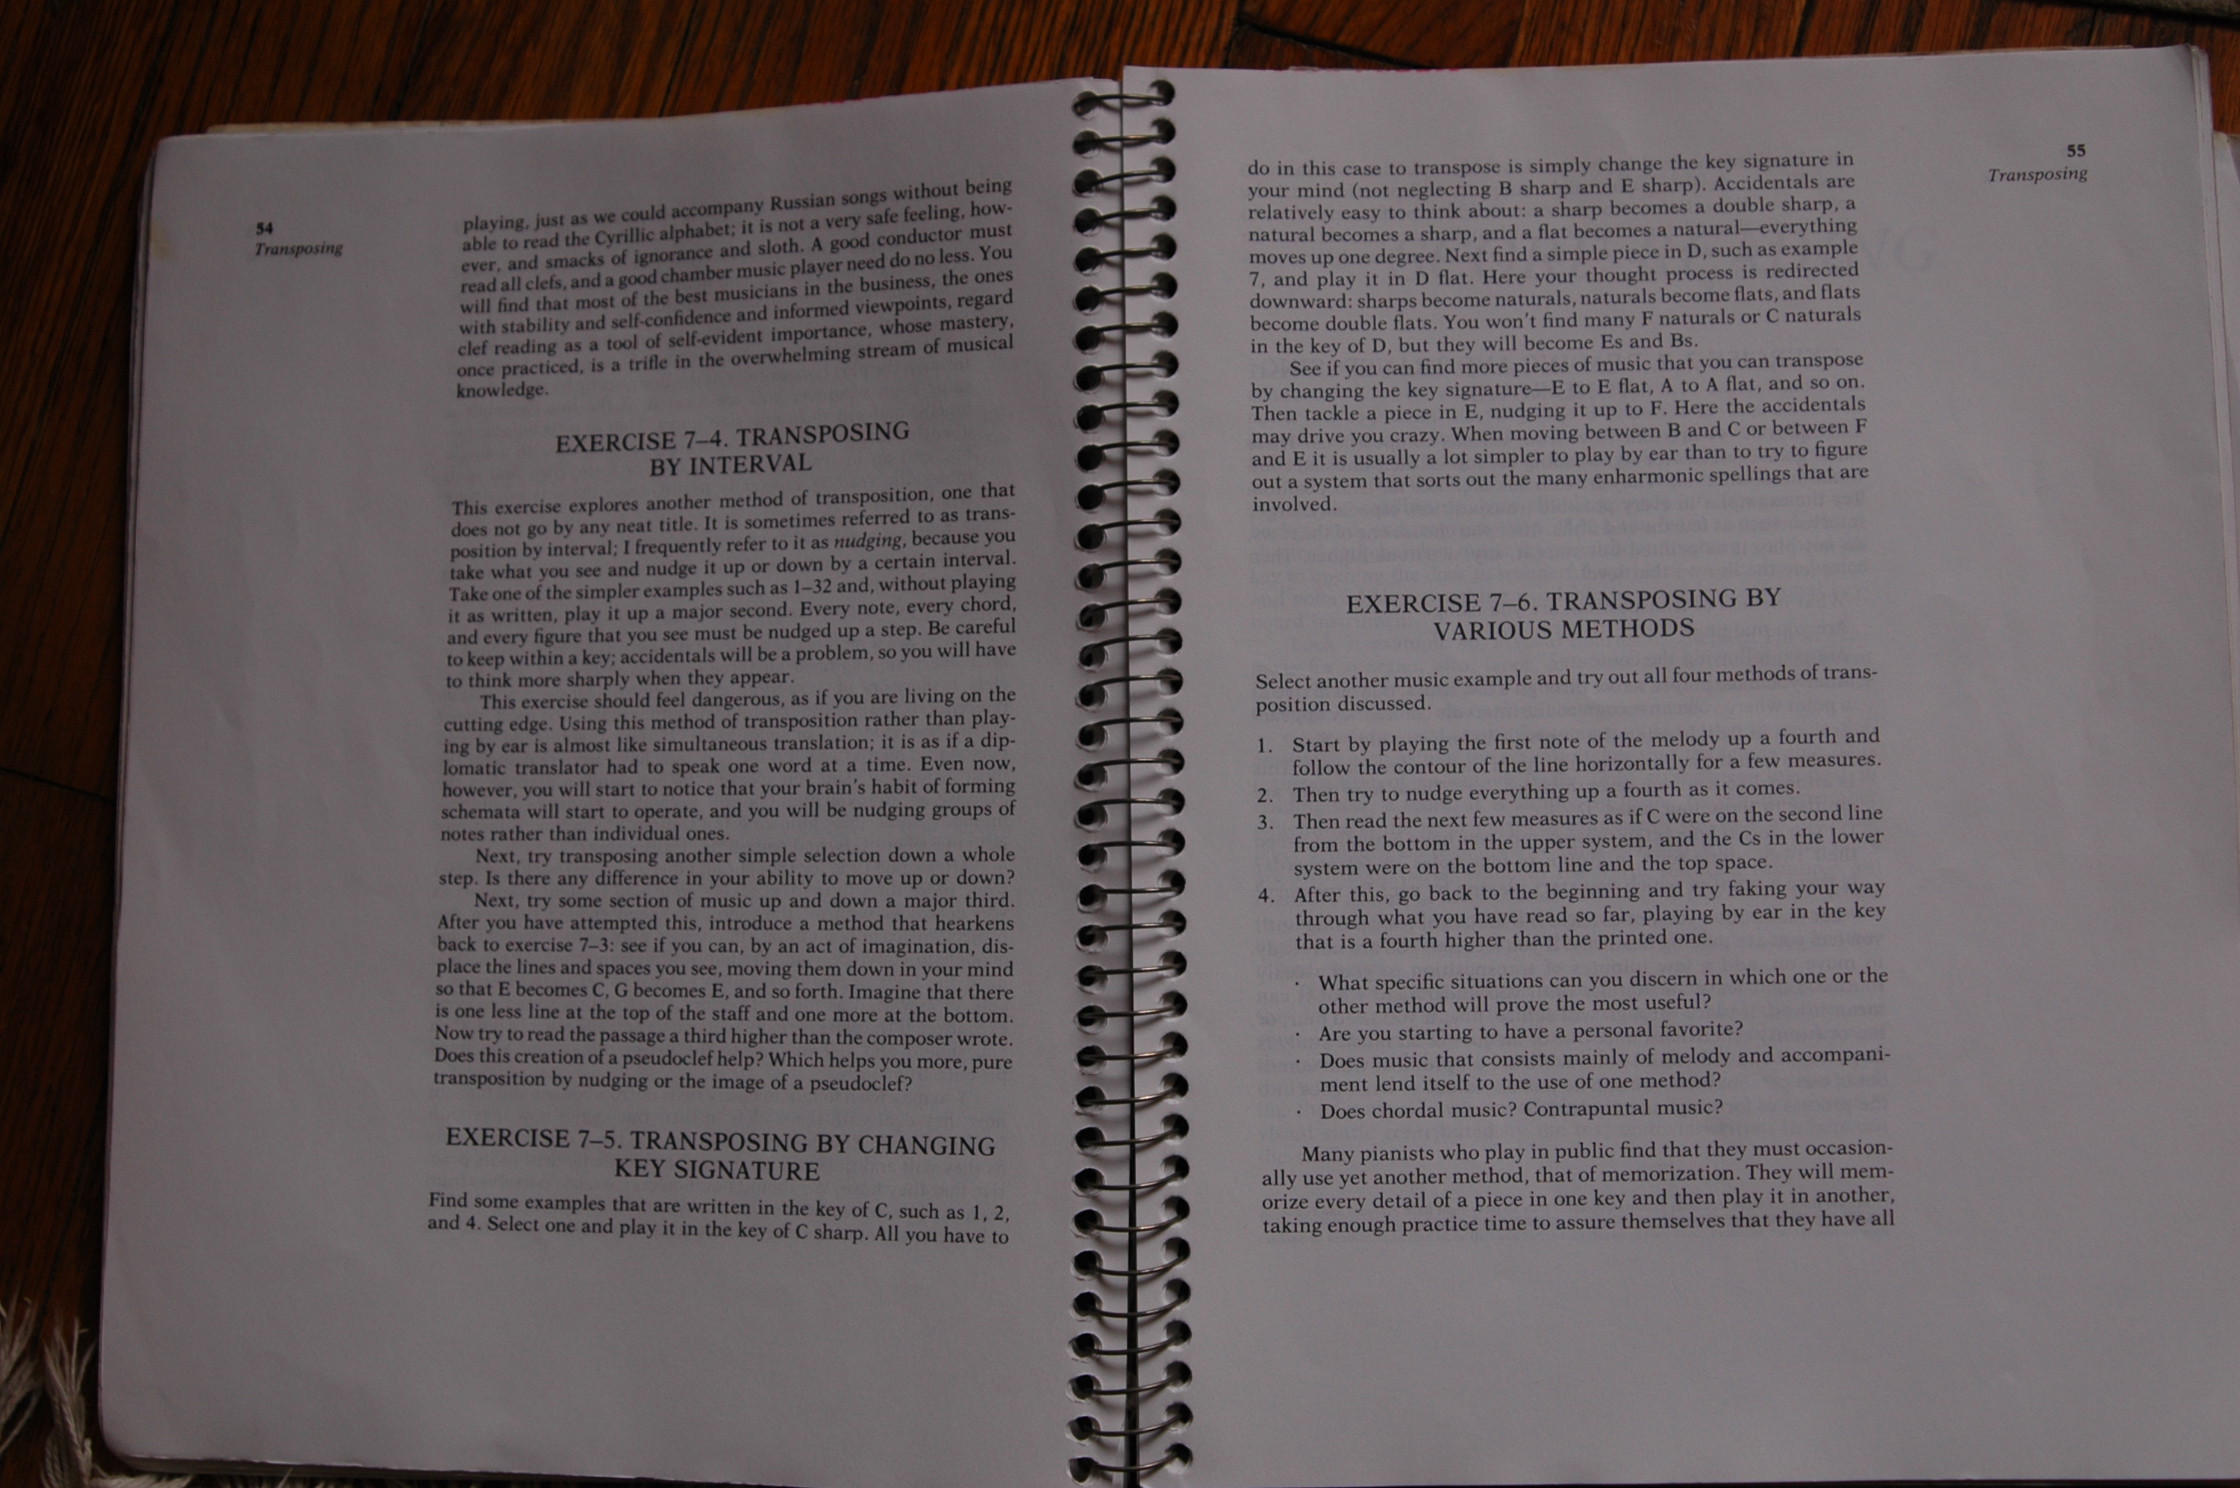 54
Transposing
playing, just as we could accompany Russian songs without being
able to read the Cyrillic alphabet; it is not a very safe feeling, how-
ever, and smacks of ignorance and sloth. A good conductor must
read all clefs, and a good chamber music player need do no less. You
will find that most of the best musicians in the business, the ones
with stability and self-confidence and informed viewpoints, regard
clef reading as a tool of self-evident importance, whose mastery,
once practiced, is a trifle in the overwhelming stream of musical
knowledge.
EXERCISE 7–4. TRANSPOSING
BY INTERVAL
This exercise explores another method of transposition, one that
does not go by any neat title. It is sometimes referred to as trans-
position by interval; I frequently refer to it as nudging, because you
take what you see and nudge it up or down by a certain interval.
Take one of the simpler examples such as 1–32 and, without playing
it as written, play it up a major second. Every note, every chord,
and every figure that you see must be nudged up a step. Be careful
to keep within a key; accidentals will be a problem, so you will have
to think more sharply when they appear.
This exercise should feel dangerous, as if you are living on the
cutting edge. Using this method of transposition rather than play-
ing by ear is almost like simultaneous translation; it is as if a dip-
lomatic translator had to speak one word at a time. Even now,
however, you will start to notice that your brain's habit of forming
schemata will start to operate, and you will be nudging groups of
notes rather than individual ones.
Next, try transposing another simple selection down a whole
step. Is there any difference in your ability to move up or down?
Next, try some section of music up and down a major third.
After you have attempted this, introduce a method that hearkens
back to exercise 7–3: see if you can, by an act of imagination, dis-
place the lines and spaces you see, moving them down in your mind
so that E becomes C, G becomes E, and so forth. Imagine that there
is one less line at the top of the staff and one more at the bottom.
Now try to read the passage a third higher than the composer wrote.
Does this creation of a pseudoclef help? Which helps you more, pure
transposition by nudging or the image of a pseudoclef?
EXERCISE 7–5. TRANSPOSING BY CHANGING
KEY SIGNATURE
Find some examples that are written in the key of C, such as 1, 2,
and 4. Select one and play it in the key of C sharp. All you have to
55
Transposing
do in this case to transpose is simply change the key signature in
your mind (not neglecting B sharp and E sharp). Accidentals are
relatively easy to think about: a sharp becomes a double sharp, a
natural becomes a sharp, and a flat becomes a natural—everything
moves up one degree. Next find a simple piece in D, such as example
7, and play it in D flat. Here your thought process is redirected
downward: sharps become naturals, naturals become flats, and flats
become double flats. You won't find many F naturals or C naturals
in the key of D, but they will become Es and Bs.
See if you can find more pieces of music that you can transpose
by changing the key signature—E to E flat, A to A flat, and so on.
Then tackle a piece in E, nudging it up to F. Here the accidentals
may drive you crazy. When moving between B and C or between F
and E it is usually a lot simpler to play by ear than to try to figure
out a system that sorts out the many enharmonic spellings that are
involved.
EXERCISE 7–6. TRANSPOSING BY
VARIOUS METHODS
Select another music example and try out all four methods of trans-
position discussed.
1. Start by playing the first note of the melody up a fourth and
follow the contour of the line horizontally for a few measures.
2. Then try to nudge everything up a fourth as it comes.
3. Then read the next few measures as if C were on the second line
from the bottom in the upper system, and the Cs in the lower
system were on the bottom line and the top space.
4. After this, go back to the beginning and try faking your way
through what you have read so far, playing by ear in the key
that is a fourth higher than the printed one.
· What specific situations can you discern in which one or the
other method will prove the most useful?
· Are you starting to have a personal favorite?
· Does music that consists mainly of melody and accompani-
ment lend itself to the use of one method?
· Does chordal music? Contrapuntal music?
Many pianists who play in public find that they must occasion-
ally use yet another method, that of memorization. They will mem-
orize every detail of a piece in one key and then play it in another,
taking enough practice time to assure themselves that they have all